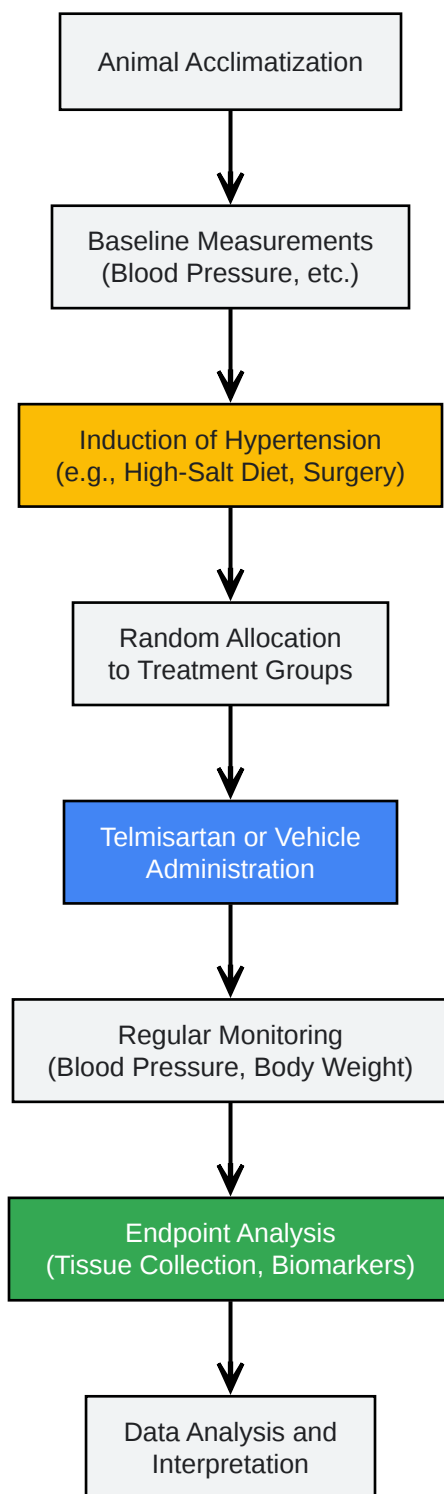 Animal Acclimatization
Baseline Measurements
(Blood Pressure, etc.)
Induction of Hypertension
(e.g., High-Salt Diet, Surgery)
Random Allocation
to Treatment Groups
Telmisartan or Vehicle
Administration
Regular Monitoring
(Blood Pressure, Body Weight)
Endpoint Analysis
(Tissue Collection, Biomarkers)
Data Analysis and
Interpretation